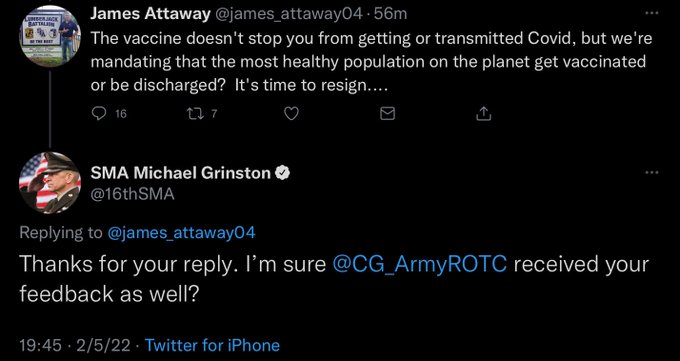 LUMBERJACK
BATTALION
James Attaway @james_attaway04 · 56m
The vaccine doesn't stop you from getting or transmitted Covid, but we're
mandating that the most healthy population on the planet get vaccinated
or be discharged? It's time to resign....
16 7
SMA Michael Grinston
@16thSMA
Replying to @james_attaway04
Thanks for your reply. I'm sure @CG_ArmyROTC received your
feedback as well?
19:45 · 2/5/22 · Twitter for iPhone